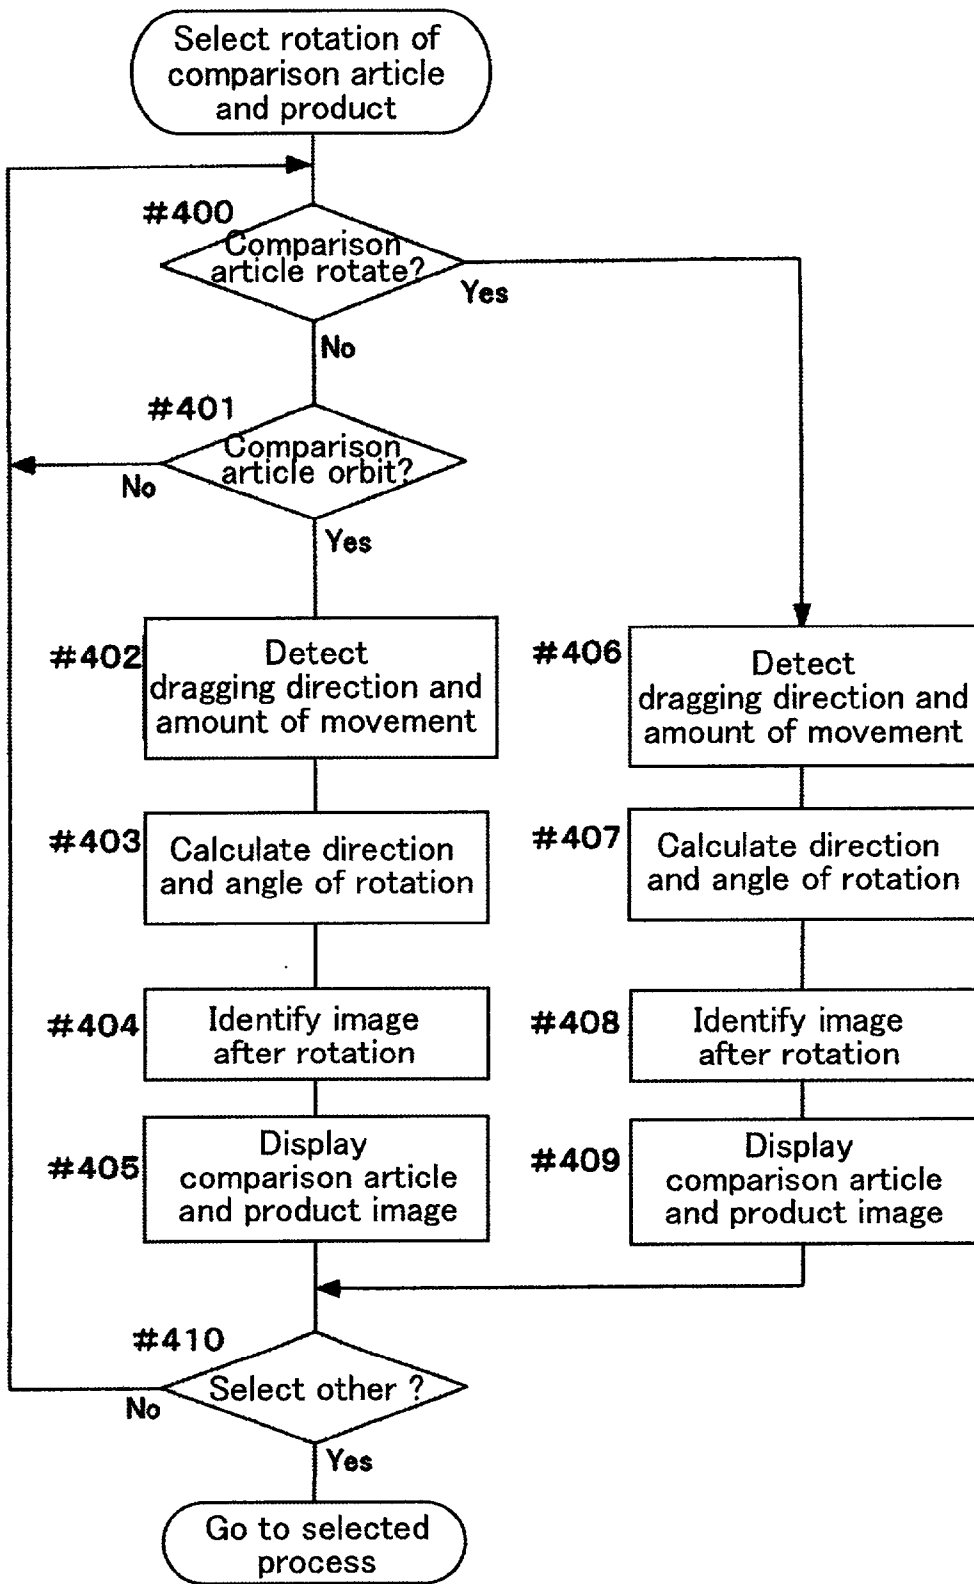 Select rotation of
comparison article
and product
#400
Comparison
article rotate?
Yes
No
#401
Comparison
article orbit?
No
Yes
#402
Detect
dragging direction and
amount of movement
#406
Detect
dragging direction and
amount of movement
#403
Calculate direction
and angle of rotation
#407
Calculate direction
and angle of rotation
#404
Identify image
after rotation
#408
Identify image
after rotation
#405
Display
comparison article
and product image
#409
Display
comparison article
and product image
#410
Select other ?
No
Yes
Go to selected
process